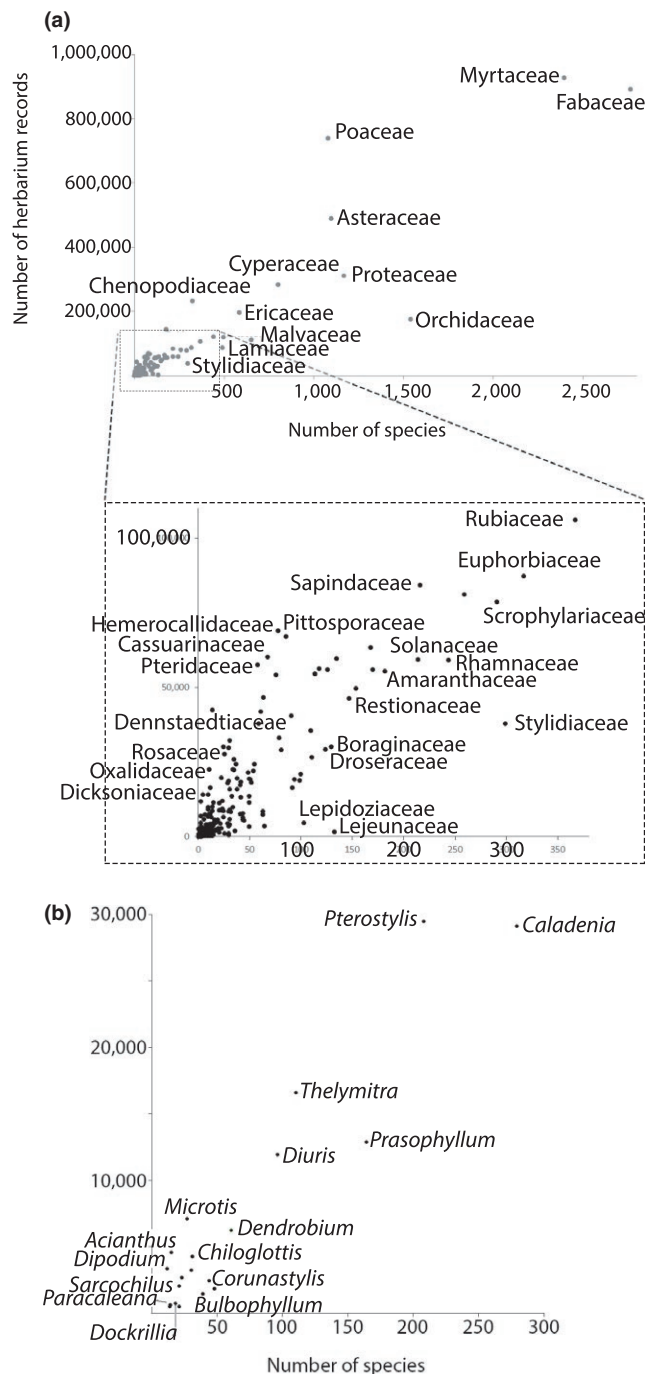 (a)
Number of herbarium records
1,000,000
800,000
600,000
400,000
200,000
Myrtaceae
Fabaceae
Poaceae
Asteraceae
Cyperaceae
Proteaceae
Chenopodiaceae
Ericaceae
Orchidaceae
Malvaceae
Lamiaceae
Stylidiaceae
500 1,000 1,500 2,000 2,500
Number of species
100,000
50,000
0
Rubiaceae
Euphorbiaceae
Sapindaceae
Scrophylariaceae
Hemerocallidaceae Pittosporaceae
Cassuarinaceae
Solanaceae
Pteridaceae
Rhamnaceae
Amaranthaceae
Restionaceae
Dennstaedtiaceae
Stylidiaceae
Rosaceae
Boraginaceae
Droseraceae
Oxalidaceae
Dicksoniaceae
Lepidoziaceae
Lejeunaceae
0 50 100 150 200 250 300 350
(b)
30,000
20,000
10,000
Pterostylis
Caladenia
Thelymitra
Prasophyllum
Diuris
Microtis
Dendrobium
Acianthus
Chiloglottis
Dipodium
Sarcochilus
Corunastylis
Paracaleana
Bulbophyllum
Dockrillia
50 100 150 200 250 300
Number of species